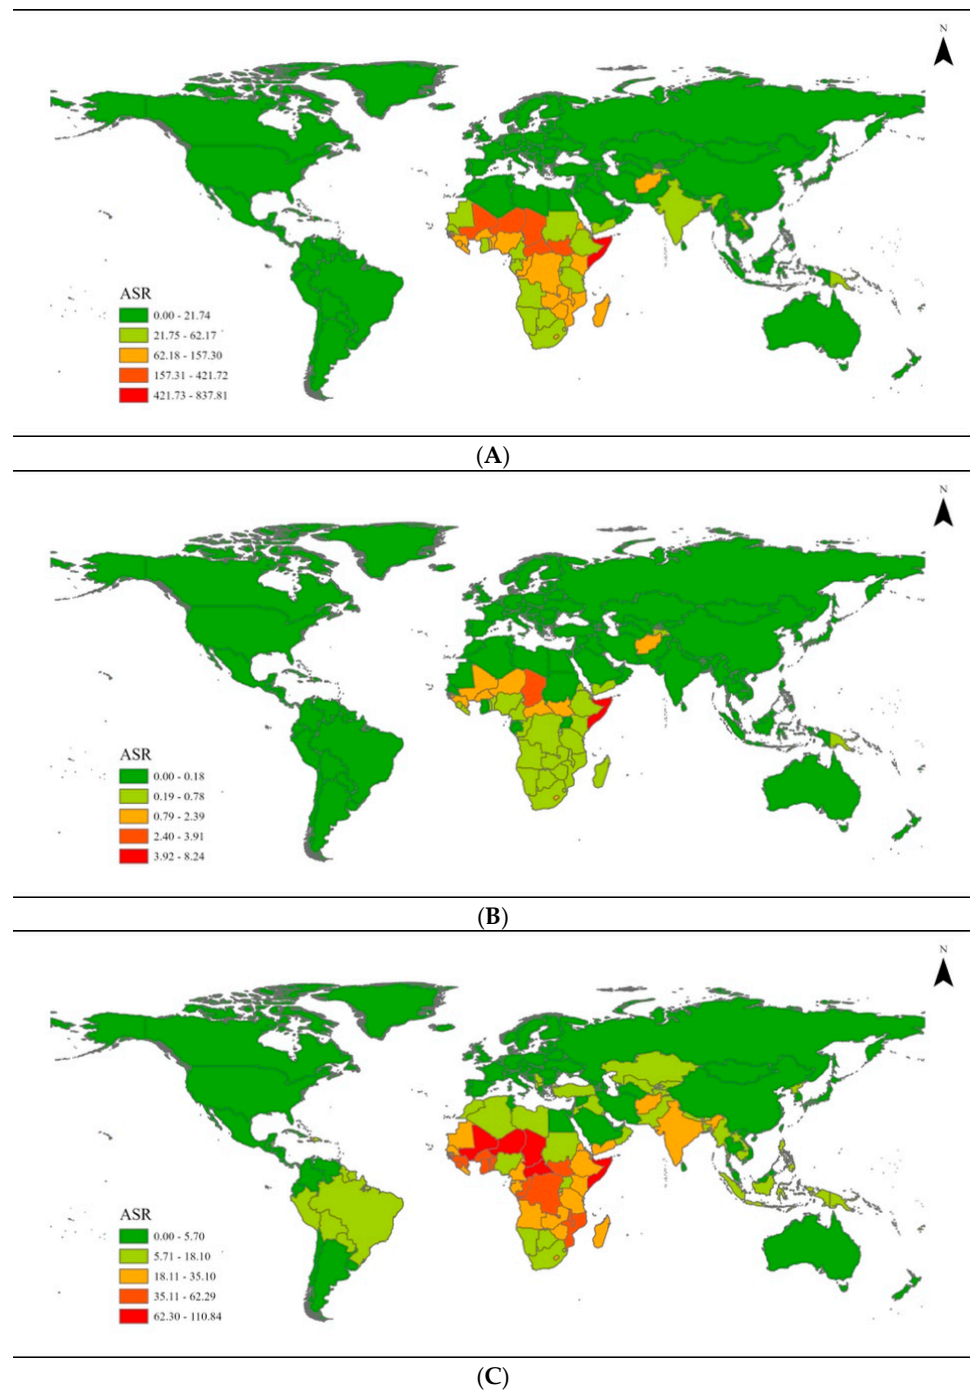 N
ASR
0.00 - 21.74
21.75 - 62.17
62.18 - 157.30
157.31 - 421.72
421.73 - 837.81
(A)
N
ASR
0.00 - 0.18
0.19 - 0.78
0.79 - 2.39
2.40 - 3.91
3.92 - 8.24
(B)
N
ASR
0.00 - 5.70
5.71 - 18.10
18.11 - 35.10
35.11 - 62.29
62.30 - 110.84
(C)